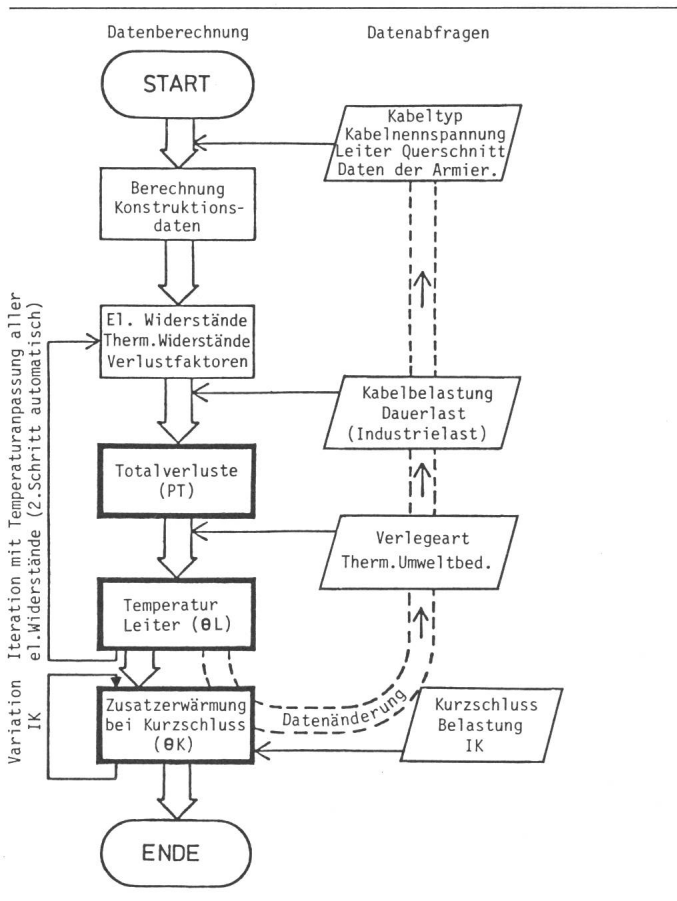 Datenberechnung
Datenabfragen
START
Kabeltyp
Kabelnennspannung
Leiter Querschnitt
Daten der Armier.
Berechnung
Konstruktions-
daten
El. Widerstände
Therm.Widerstände
Verlustfaktoren
Kabelbelastung
Dauerlast
(Industrielast)
Totalverluste
(PT)
Verlegeart
Therm.Umweltbed.
Temperatur
Leiter (θL)
Iteration mit Temperaturanpassung aller
el.Widerstände (2.Schritt automatisch)
Zusatzerwärmung
bei Kurzschluss
(θK)
Datenänderung
Kurzschluss
Belastung
IK
Variation
IK
ENDE